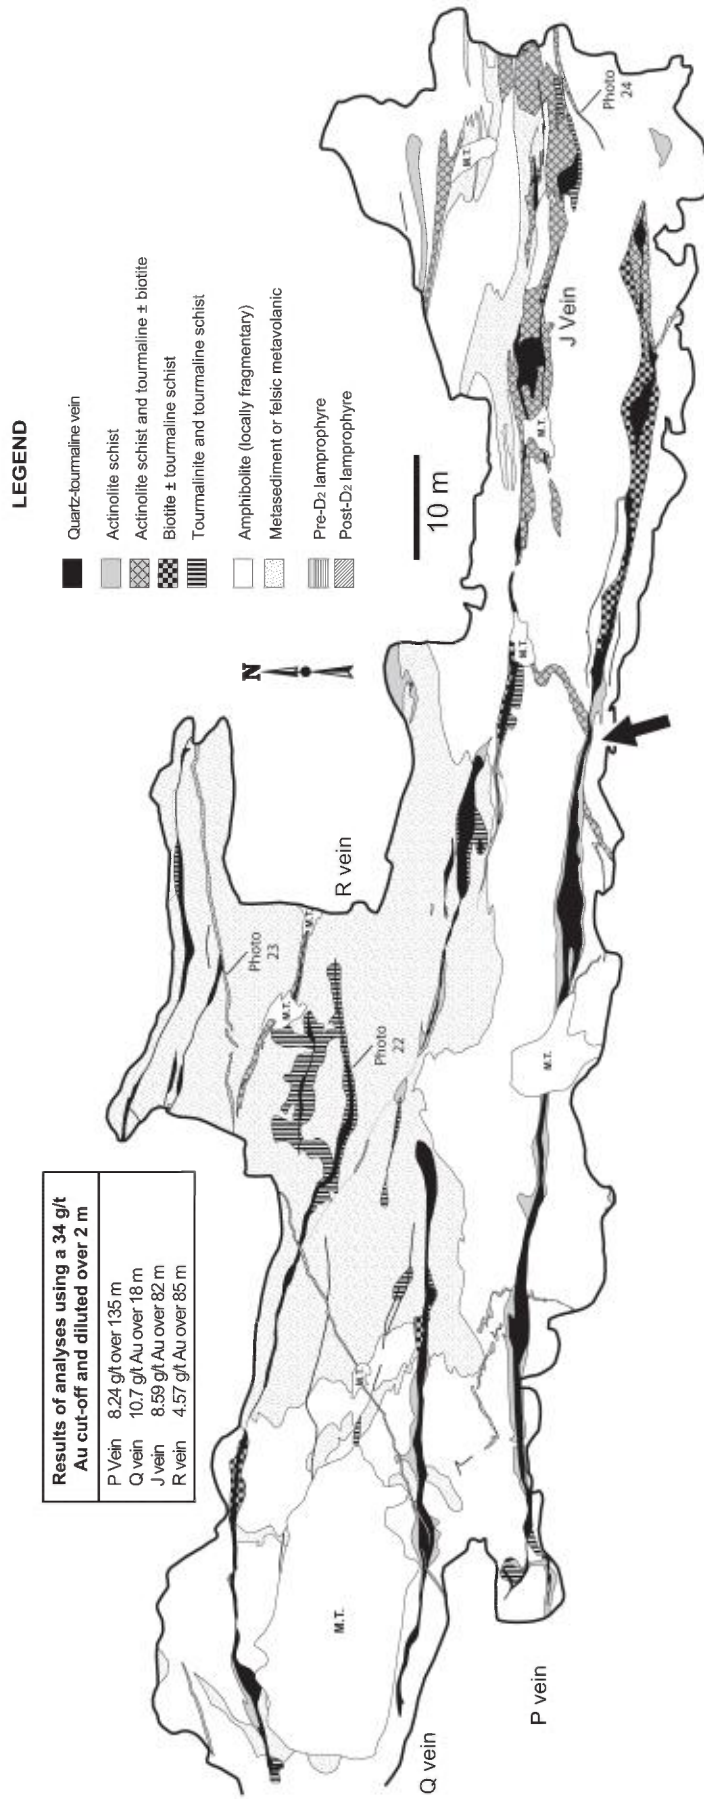 LEGEND
Quartz-tourmaline vein
Actinolite schist
Actinolite schist and tourmaline ± biotite
Biotite ± tourmaline schist
Tourmalinite and tourmaline schist
Amphibolite (locally fragmentary)
Metasediment or felsic metavolanic
Pre-D2 lamprophyre
Post-D2 lamprophyre
N
10 m
Results of analyses using a 34 g/t
Au cut-off and diluted over 2 m
P Vein 8.24 g/t over 135 m
Q vein 10.7 g/t Au over 18 m
J vein 8.59 g/t Au over 82 m
R vein 4.57 g/t Au over 85 m
R vein
J Vein
Q vein
P vein
Photo
22
Photo
23
Photo
24
M.T.
M.T.
M.T.
M.T.
M.T.
M.T.
M.T.
M.T.